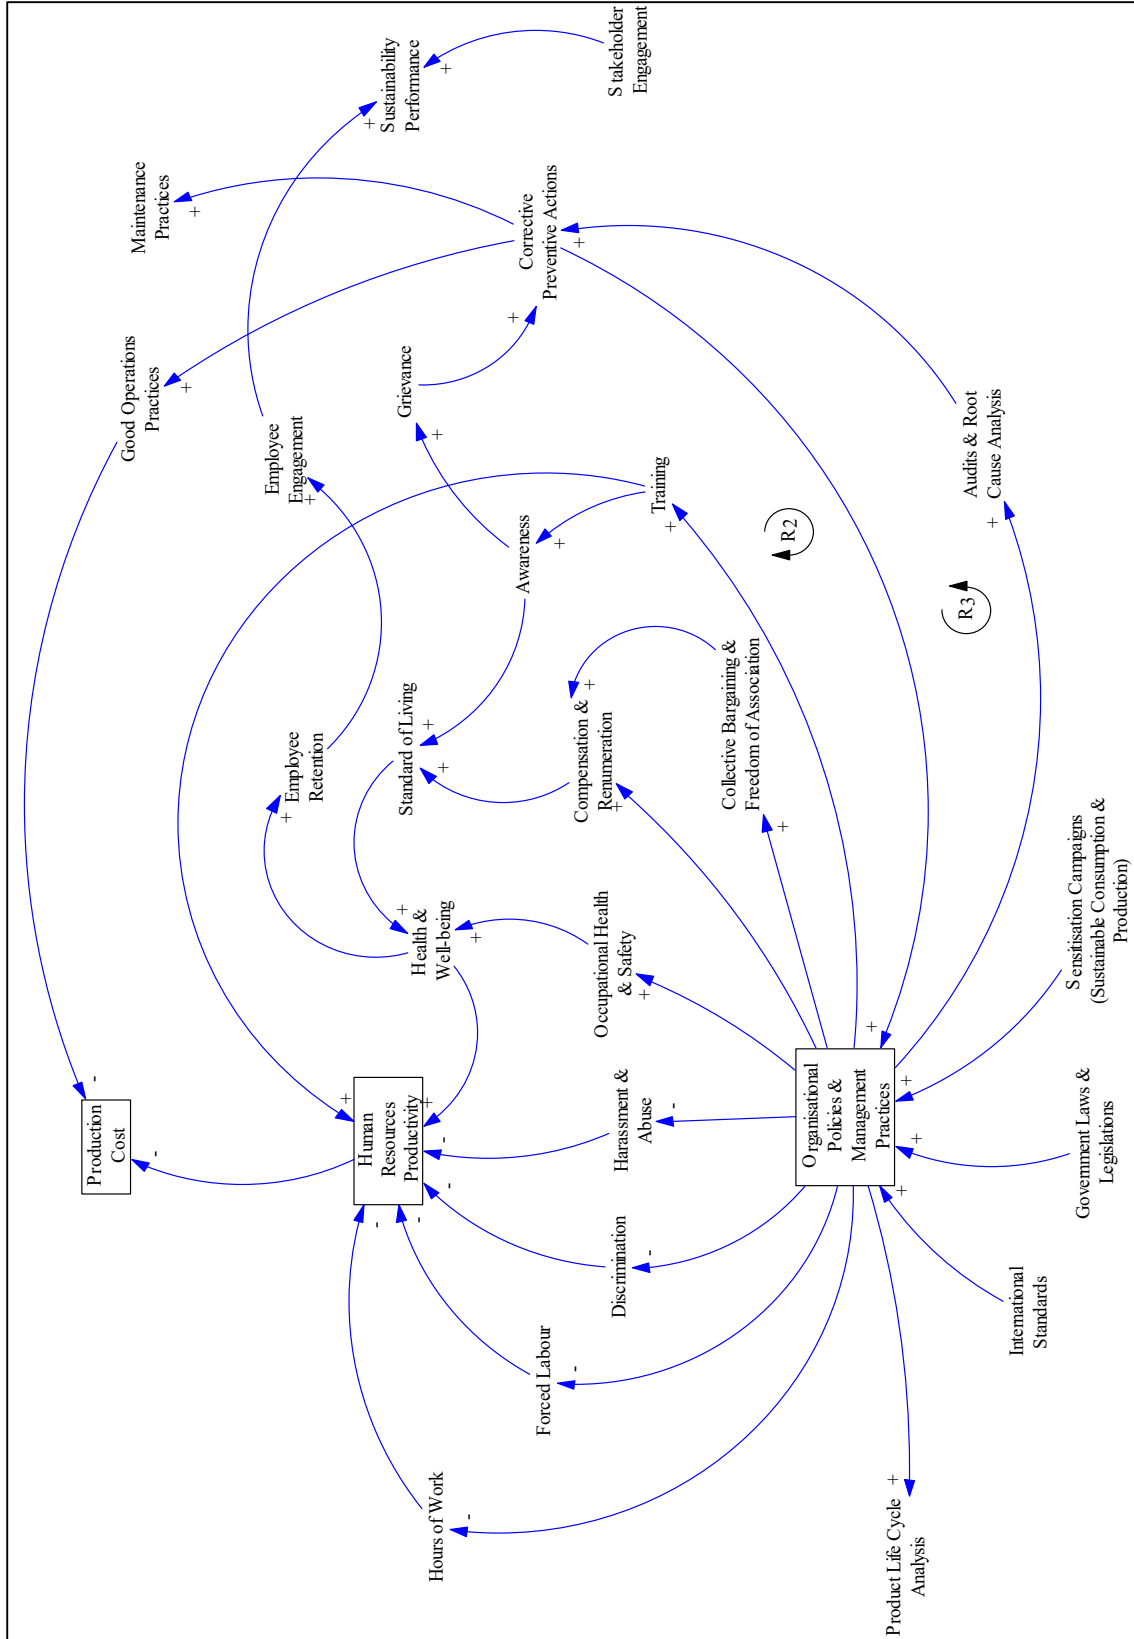 Production
Cost
Good Operations
Practices
Maintenance
Practices
Employee
Retention
Employee
Engagement
Sustainability
Performance
Human
Resources
Productivity
Hours of Work
Health &
Well-being
Standard of Living
Grievance
Forced Labour
Awareness
Corrective
Preventive Actions
Discrimination
Harassment &
Abuse
Occupational Health
& Safety
Compensation &
Renumeration
Training
Stakeholder
Engagement
Collective Bargaining &
Freedom of Association
R2
Organisational
Policies &
Management
Practices
Product Life Cycle
Analysis
R3
Audits & Root
Cause Analysis
International
Standards
Government Laws &
Legislations
Sensitisation Campaigns
(Sustainable Consumption &
Production)